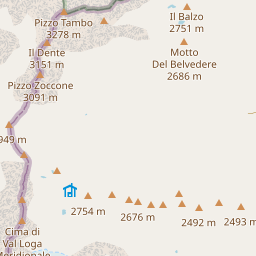 Pizzo Tambo
3278 m
Il Balzo
2751 m
Il Dente
3151 m
Motto
Del Belvedere
2686 m
Pizzo Zoccone
3091 m
949 m
2754 m
2676 m
2492 m
2493 m
Cima di
Val Loga
Meridionale